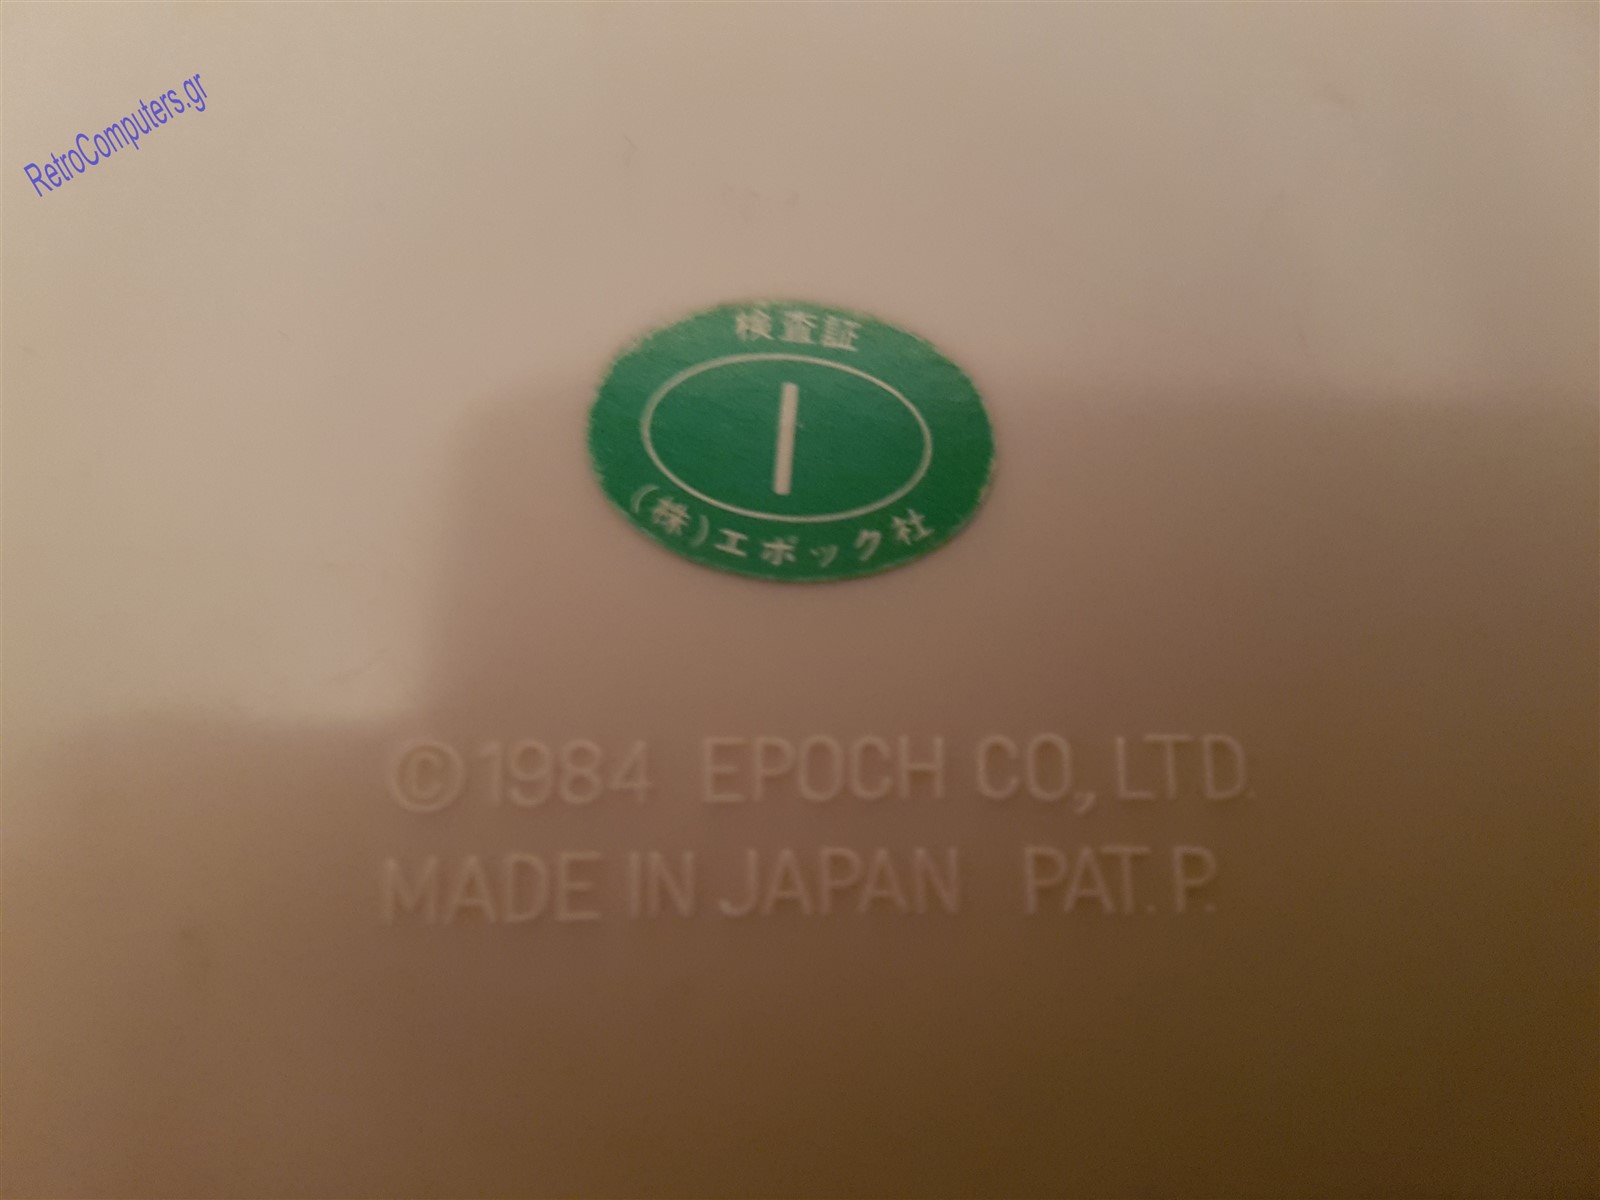 RetroComputers.gr
検査証
1
(株)エポック社
©1984 EPOCH CO., LTD.
MADE IN JAPAN PAT. P.